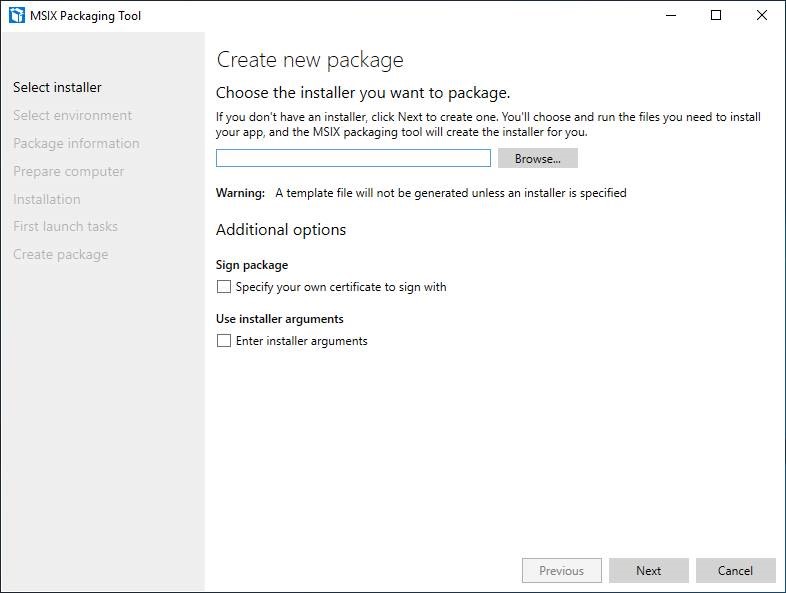 MSIX Packaging Tool
Select installer
Select environment
Package information
Prepare computer
Installation
First launch tasks
Create package
Create new package
Choose the installer you want to package.
If you don't have an installer, click Next to create one. You'll choose and run the files you need to install
your app, and the MSIX packaging tool will create the installer for you.
Browse...
Warning: A template file will not be generated unless an installer is specified
Additional options
Sign package
Specify your own certificate to sign with
Use installer arguments
Enter installer arguments
Previous Next Cancel